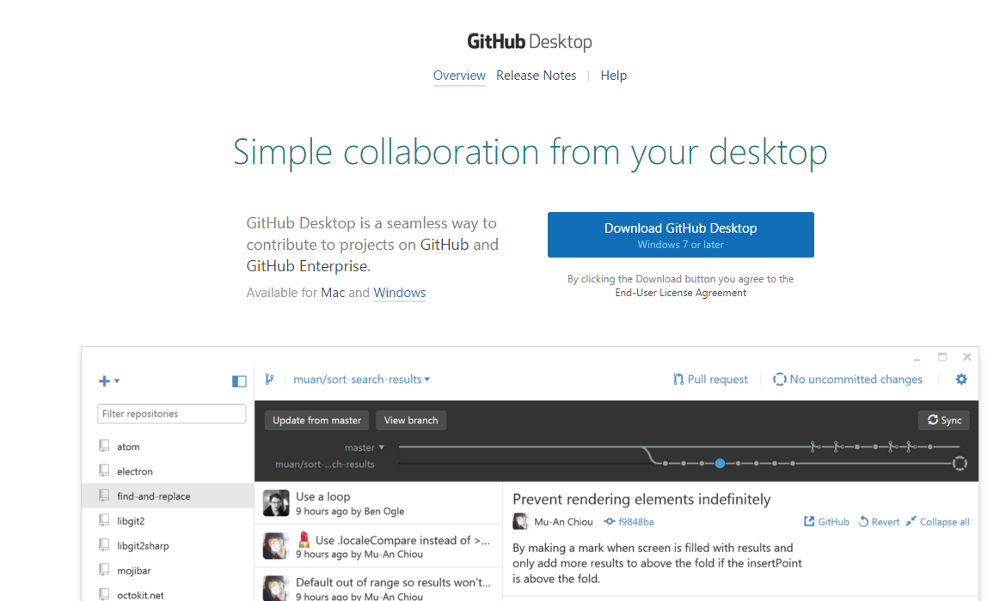 GitHub Desktop
Overview Release Notes | Help
Simple collaboration from your desktop
GitHub Desktop is a seamless way to
contribute to projects on GitHub and
GitHub Enterprise.
Available for Mac and Windows
Download GitHub Desktop
Windows 7 or later
By clicking the Download button you agree to the
End-User License Agreement
muan/sort-search-results
Pull request
No uncommitted changes
Filter repositories
atom
electron
find-and-replace
libgit2
libgit2sharp
mojibar
octokit.net
Update from master
View branch
Sync
master
muan/sort-...ch-results
Use a loop
9 hours ago by Ben Ogle
Use .localeCompare instead of >...
9 hours ago by Mu-An Chiou
Default out of range so results won't...
9 hours ago by Mu-An Chiou
Prevent rendering elements indefinitely
Mu-An Chiou f9848ba
GitHub Revert Collapse all
By making a mark when screen is filled with results and
only add more results to above the fold if the insertPoint
is above the fold.